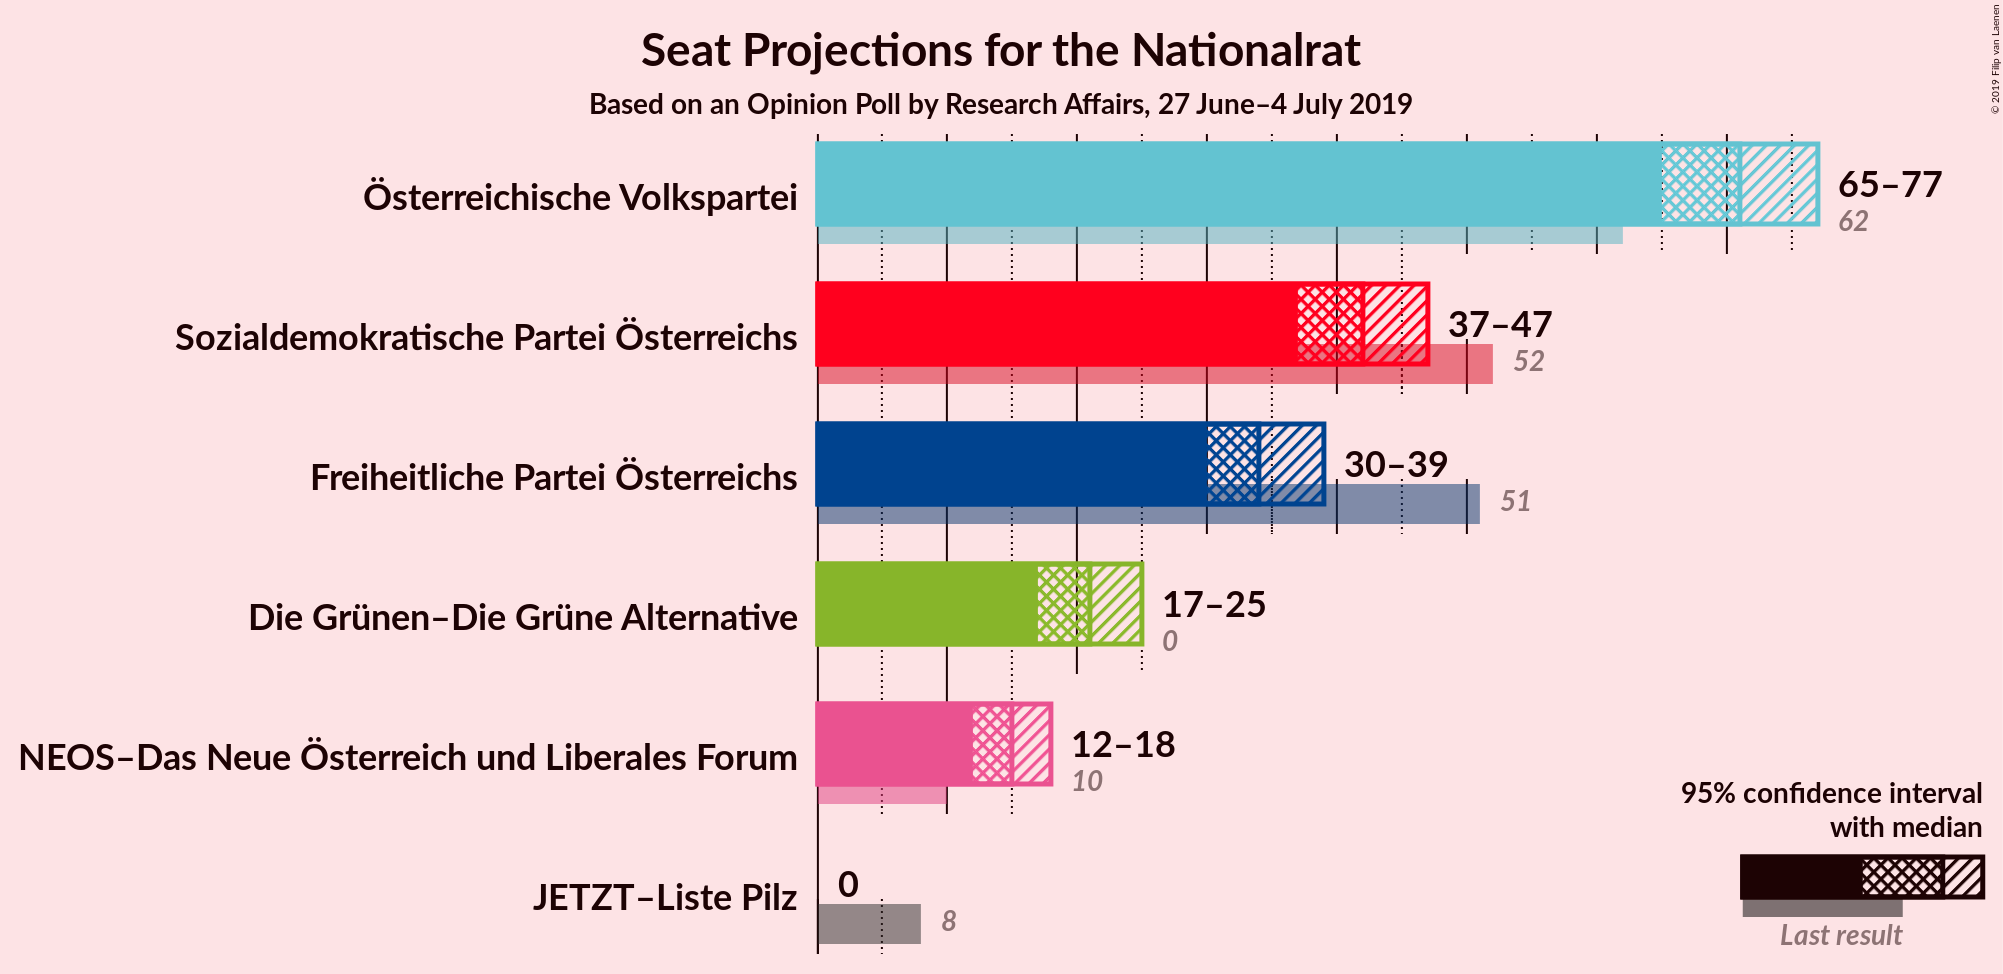 Seat Projections for the Nationalrat
Based on an Opinion Poll by Research Affairs, 27 June–4 July 2019
© 2019 Filip van Laenen
Österreichische Volkspartei
65–77
62
Sozialdemokratische Partei Österreichs
37–47
52
Freiheitliche Partei Österreichs
30–39
51
Die Grünen–Die Grüne Alternative
17–25
0
NEOS–Das Neue Österreich und Liberales Forum
12–18
10
JETZT–Liste Pilz
0
8
95% confidence interval
with median
Last result